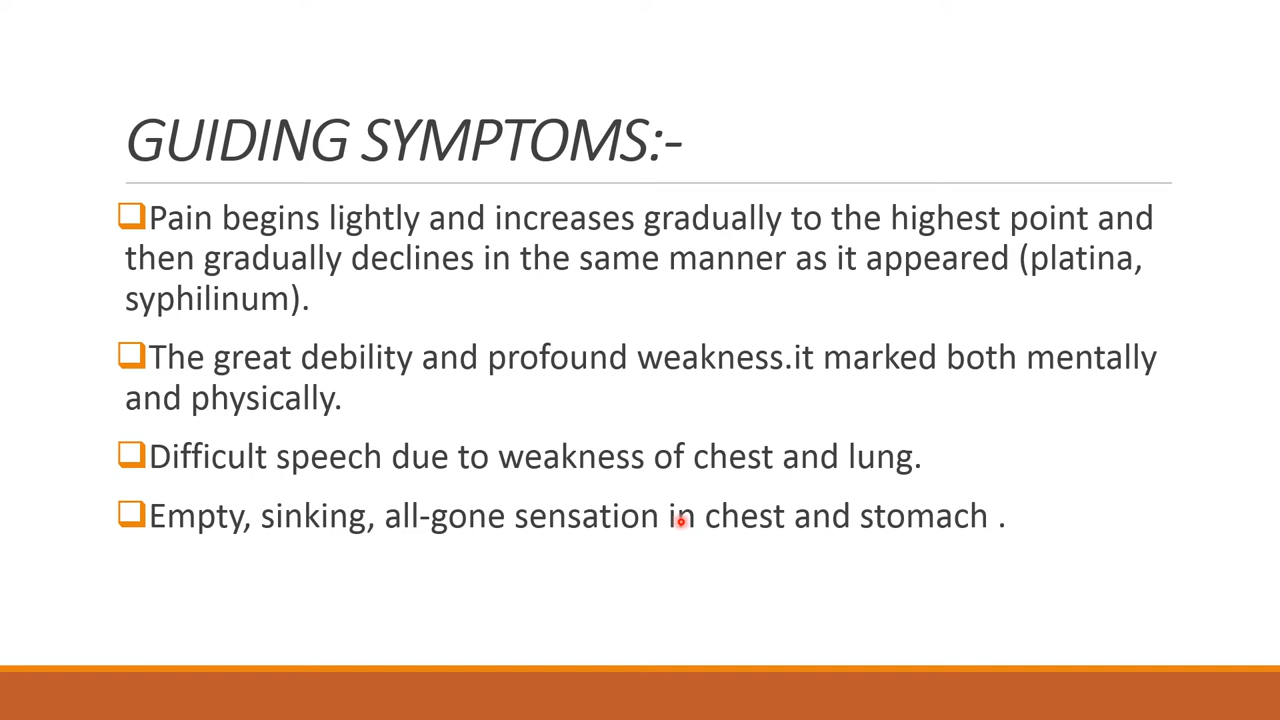 GUIDING SYMPTOMS:-
Pain begins lightly and increases gradually to the highest point and
then gradually declines in the same manner as it appeared (platina,
syphilinum).
The great debility and profound weakness.it marked both mentally
and physically.
Difficult speech due to weakness of chest and lung.
Empty, sinking, all-gone sensation in chest and stomach .